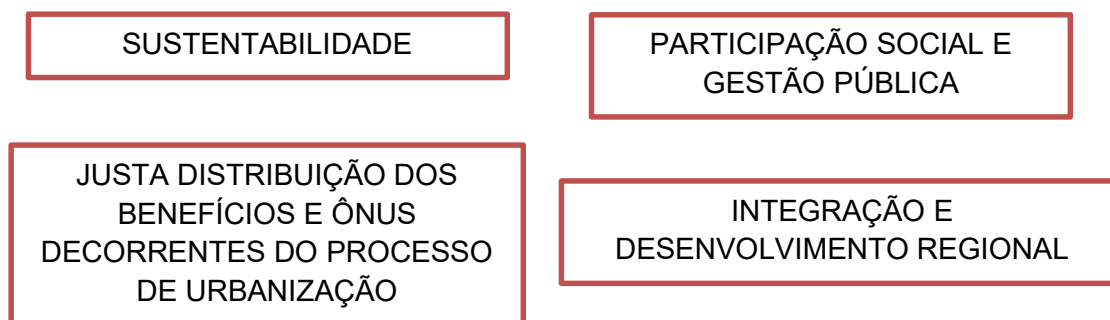 SUSTENTABILIDADE
PARTICIPAÇÃO SOCIAL E
GESTÃO PÚBLICA
JUSTA DISTRIBUIÇÃO DOS
BENEFÍCIOS E ÔNUS
DECORRENTES DO PROCESSO
DE URBANIZAÇÃO
INTEGRAÇÃO E
DESENVOLVIMENTO REGIONAL